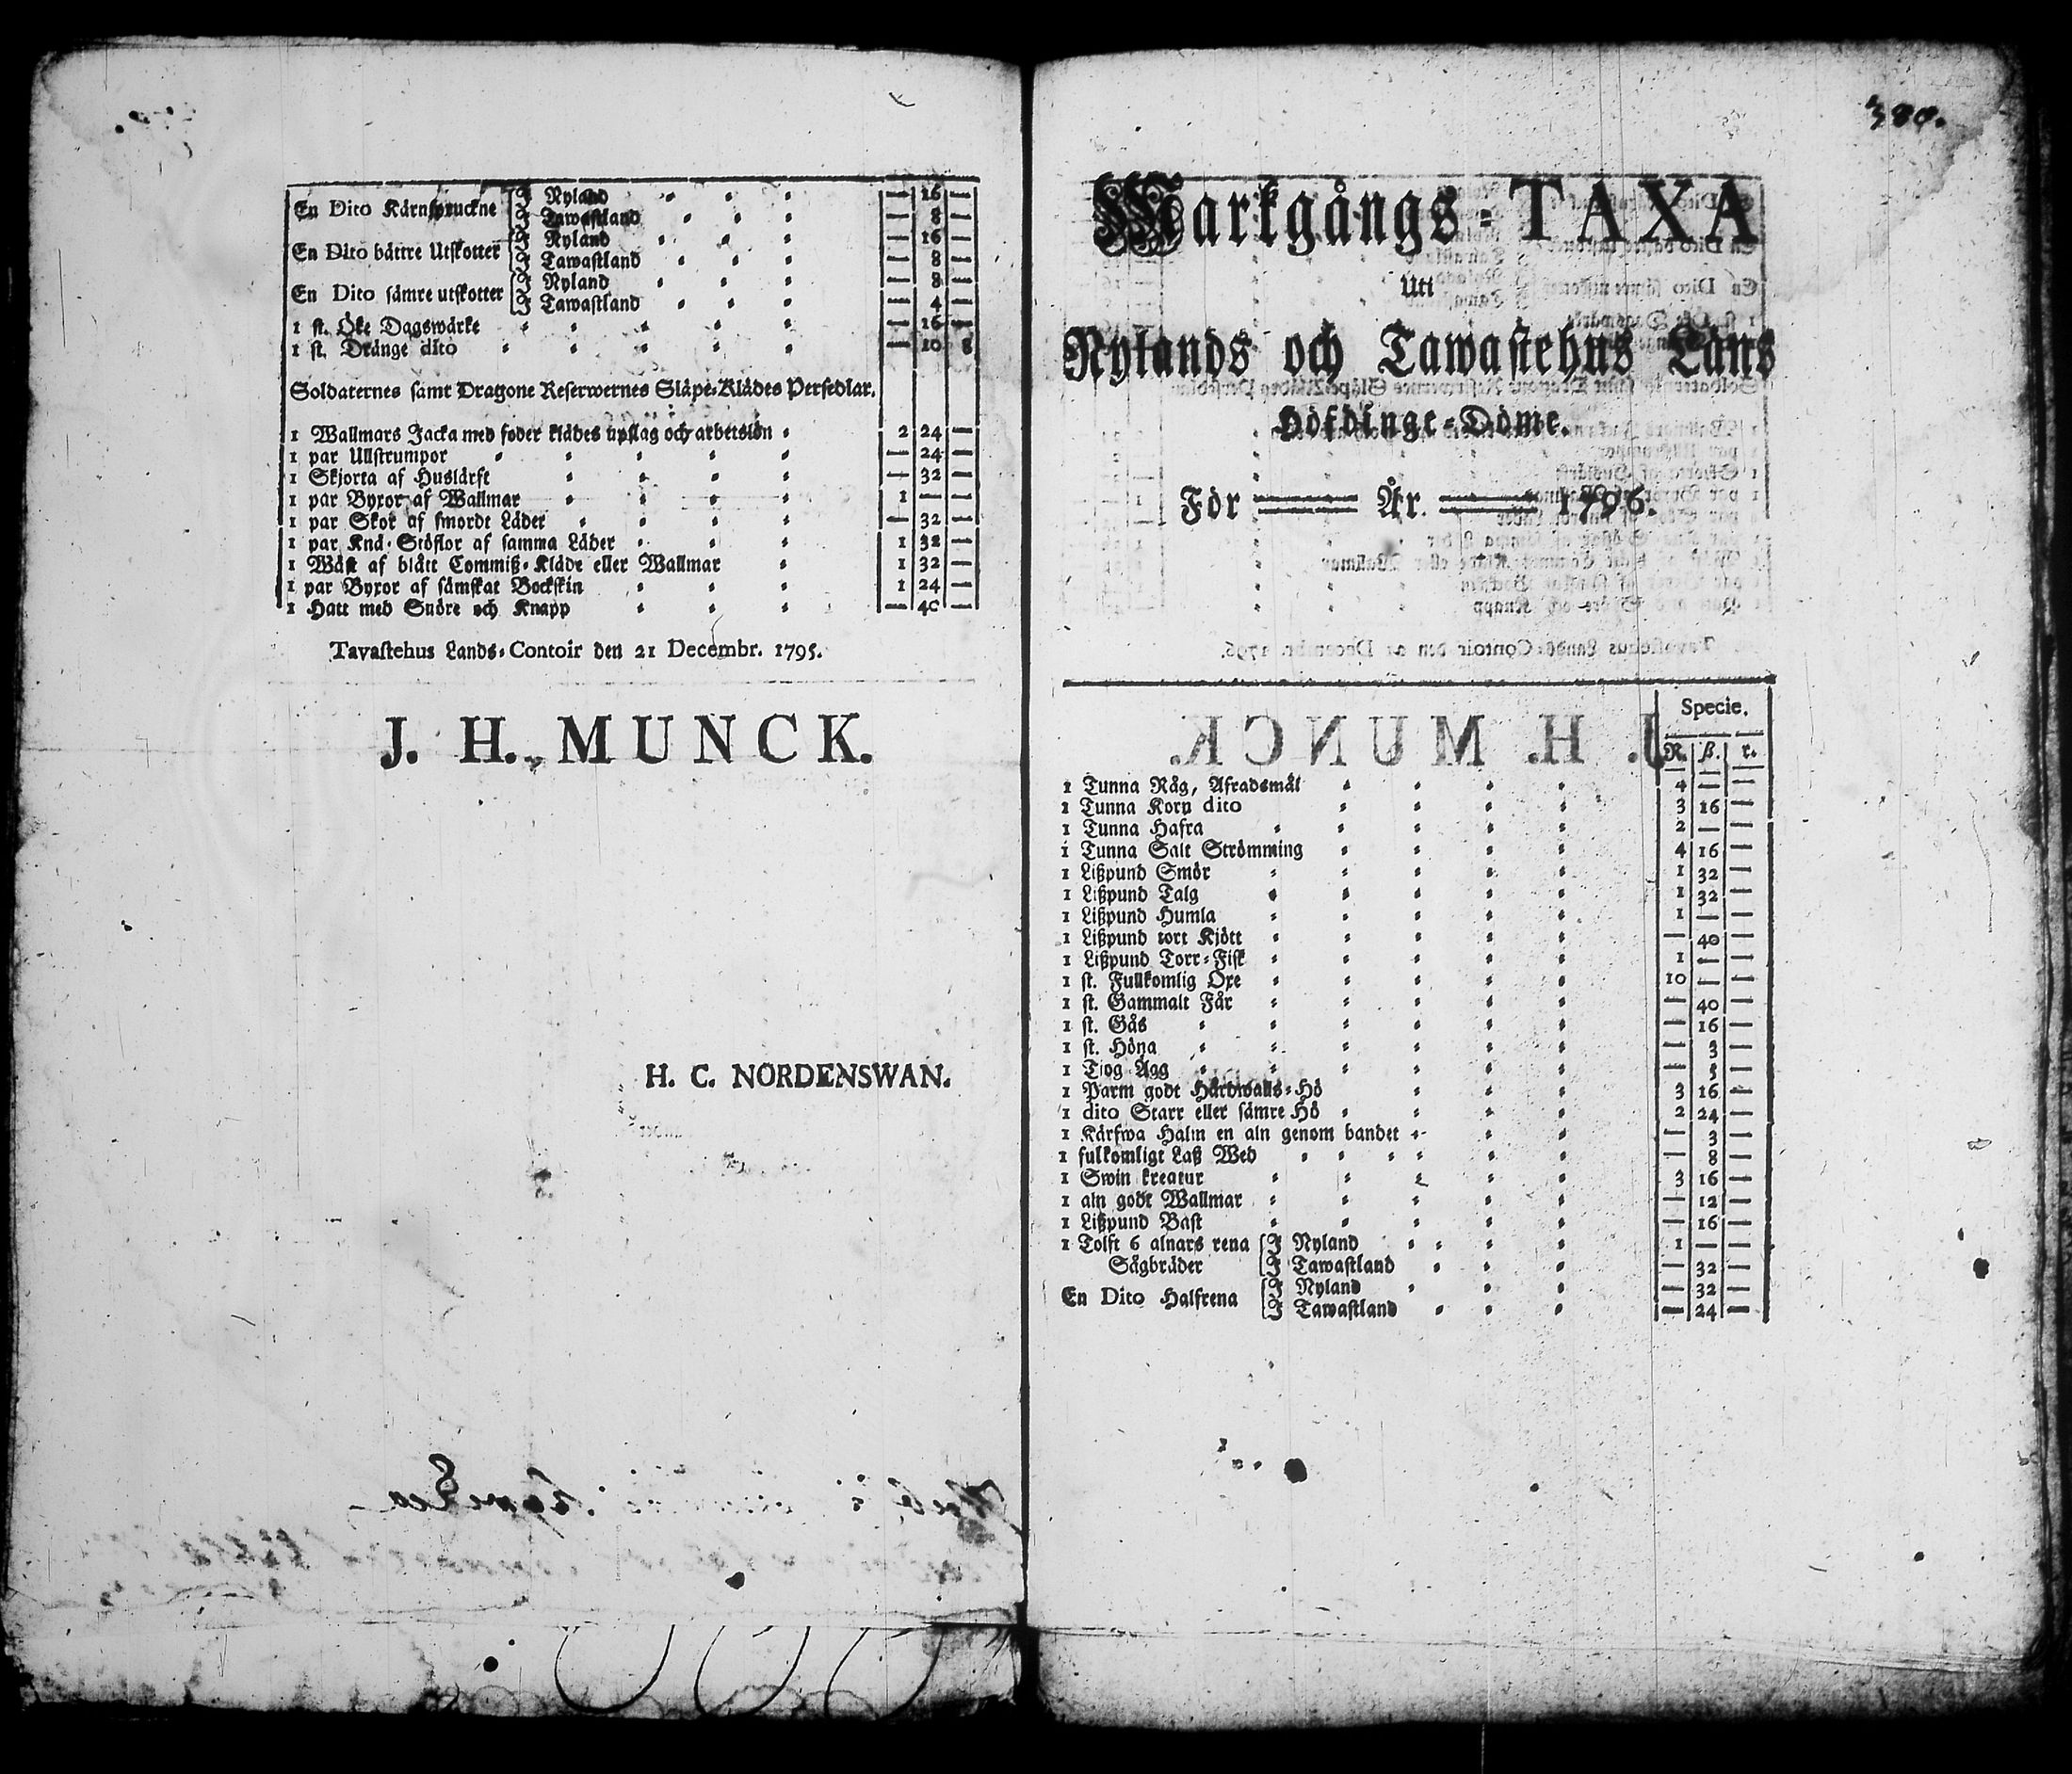 En Dito Kärnspruckne I Nyland — 16 —
I Tawastland — 8 —
En Dito bättre Utskotter I Nyland — 16 —
I Tawastland — 8 —
En Dito sämre utskotter I Nyland — 8 —
I Tawastland — 4 —
1 st. Öke Dagswärke — 16 —
1 st. Dränge dito — 10 8
Soldaternes samt Dragone Reserwernes Släpe-Klädes Persedlar.
1 Wallmars Jacka med foder klädes upslag och arbetslön 2 24 —
1 par Ullstrumpor — 24 —
1 Skjorta af Huslärft — 32 —
1 par Byxor af Wallmar 1 — —
1 par Skor af smordt Läder — 32 —
1 par Knä-Stöflor af samma Läder 1 32 —
1 Wäst af blått Commiß-Kläde eller Wallmar 1 32 —
1 par Byxor af sämskat Bockskin 1 24 —
1 Hatt med Snöre och Knapp — 40 —
Tavastehus Lands-Contoir den 21 Decembr. 1795.
J. H. MUNCK.
H. C. NORDENSWAN.
380.
Markgångs-TAXA
Uti
Nylands och Tawastehus Läns
Höfdinge-Döme.
För År 1796.
Specie.
R. ß. r.
1 Tunna Råg, Afradsmål 4 — —
1 Tunna Korn dito 3 16 —
1 Tunna Hafra 2 — —
1 Tunna Salt Strömming 4 16 —
1 Lißpund Smör 1 32 —
1 Lißpund Talg 1 32 —
1 Lißpund Humla 1 — —
1 Lißpund tort Kjött — 40 —
1 Lißpund Torr-Fisk 1 — —
1 st. Fullkomlig Oxe 10 — —
1 st. Gammalt Får — 40 —
1 st. Gås — 16 —
1 st. Höna — 3 —
1 Tjog Ägg — 3 —
1 Parm godt Hårdwalls-Hö 3 16 —
1 dito Starr eller sämre Hö 2 24 —
1 Kärfwa Halm en aln genom bandet — 3 —
1 fulkomligt Laß Wed — 8 —
1 Swin kreatur 3 16 —
1 aln godt Wallmar — 12 —
1 Lißpund Bast — 16 —
1 Tolft 6 alnars rena I Nyland 1 — —
Sågbräder I Tawastland — 32 —
En Dito Halfrena I Nyland — 32 —
I Tawastland — 24 —